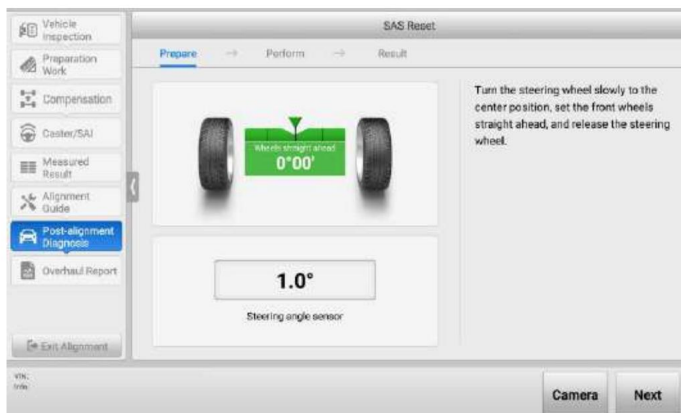 Vehicle
Inspection
Preparation
Work
Compensation
Caster/SAI
Measured
Result
Alignment
Guide
Post-alignment
Diagnosis
Overhaul Report
Exit Alignment
SAS Reset
Prepare → Perform → Result
Wheels straight ahead
0°00'
1.0°
Steering angle sensor
Turn the steering wheel slowly to the
center position, set the front wheels
straight ahead, and release the steering
wheel.
VIN:
Info:
Camera
Next